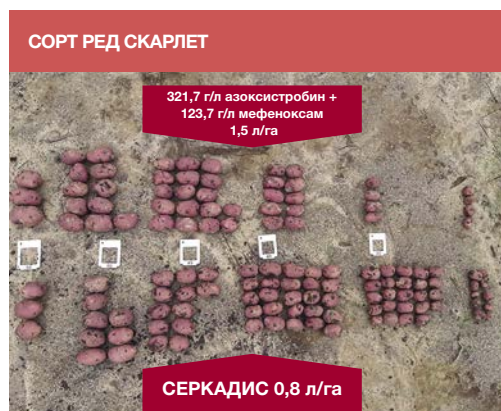 СОРТ РЕД СКАРЛЕТ
321,7 г/л азоксистробин +
123,7 г/л мефеноксам
1,5 л/га
СЕРКАДИС 0,8 л/га